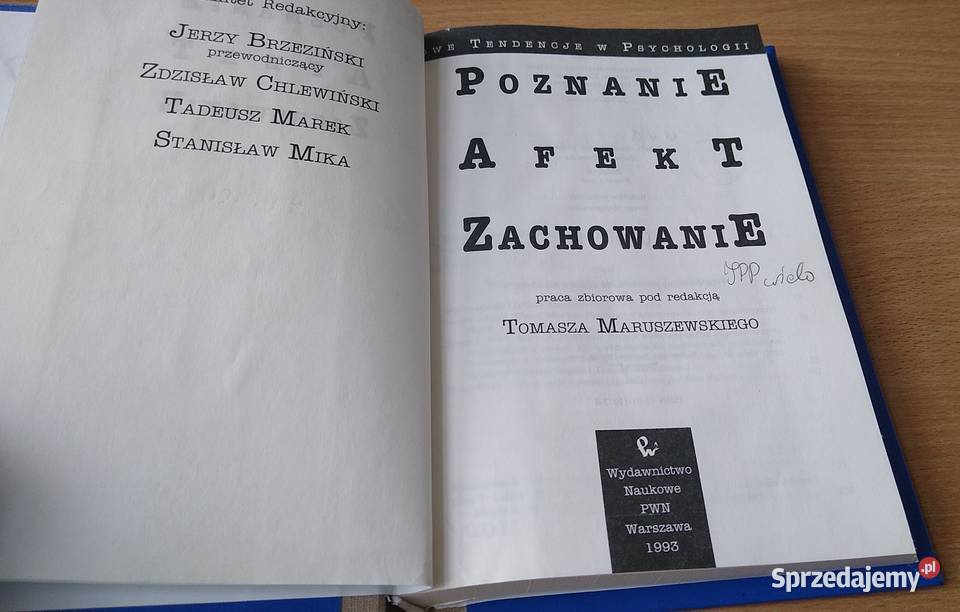 Redakcyjny:
JERZY BRZEZIŃSKI
przewodniczący
ZDZISŁAW CHLEWIŃSKI
TADEUSZ MAREK
STANISŁAW MIKA
TENDENCJE W PSYCHOLOGII
POZNANIE
AFEKT
ZACHOWANIE
praca zbiorowa pod redakcją
TOMASZA MARUSZEWSKIEGO
Wydawnictwo
Naukowe
PWN
Warszawa
1993
Sprzedajemy.pl